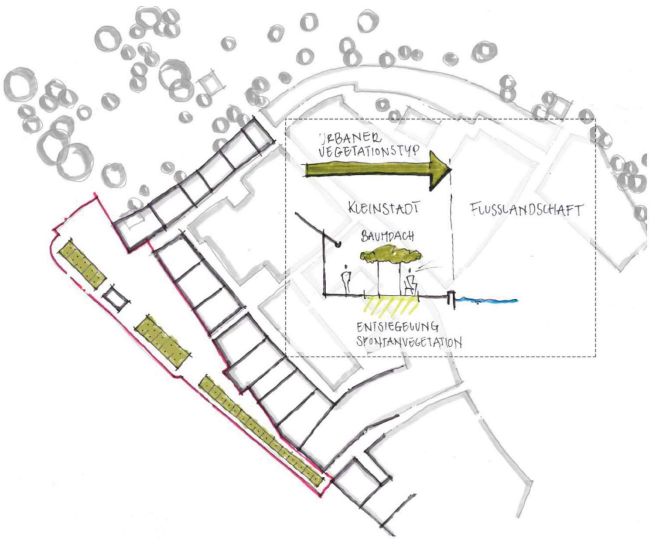 URBANER
VEGETATIONSTYP
KLEINSTADT
FLUSSLANDSCHAFT
BAUMDACH
ENTSIEGELUNG
SPONTANVEGETATION